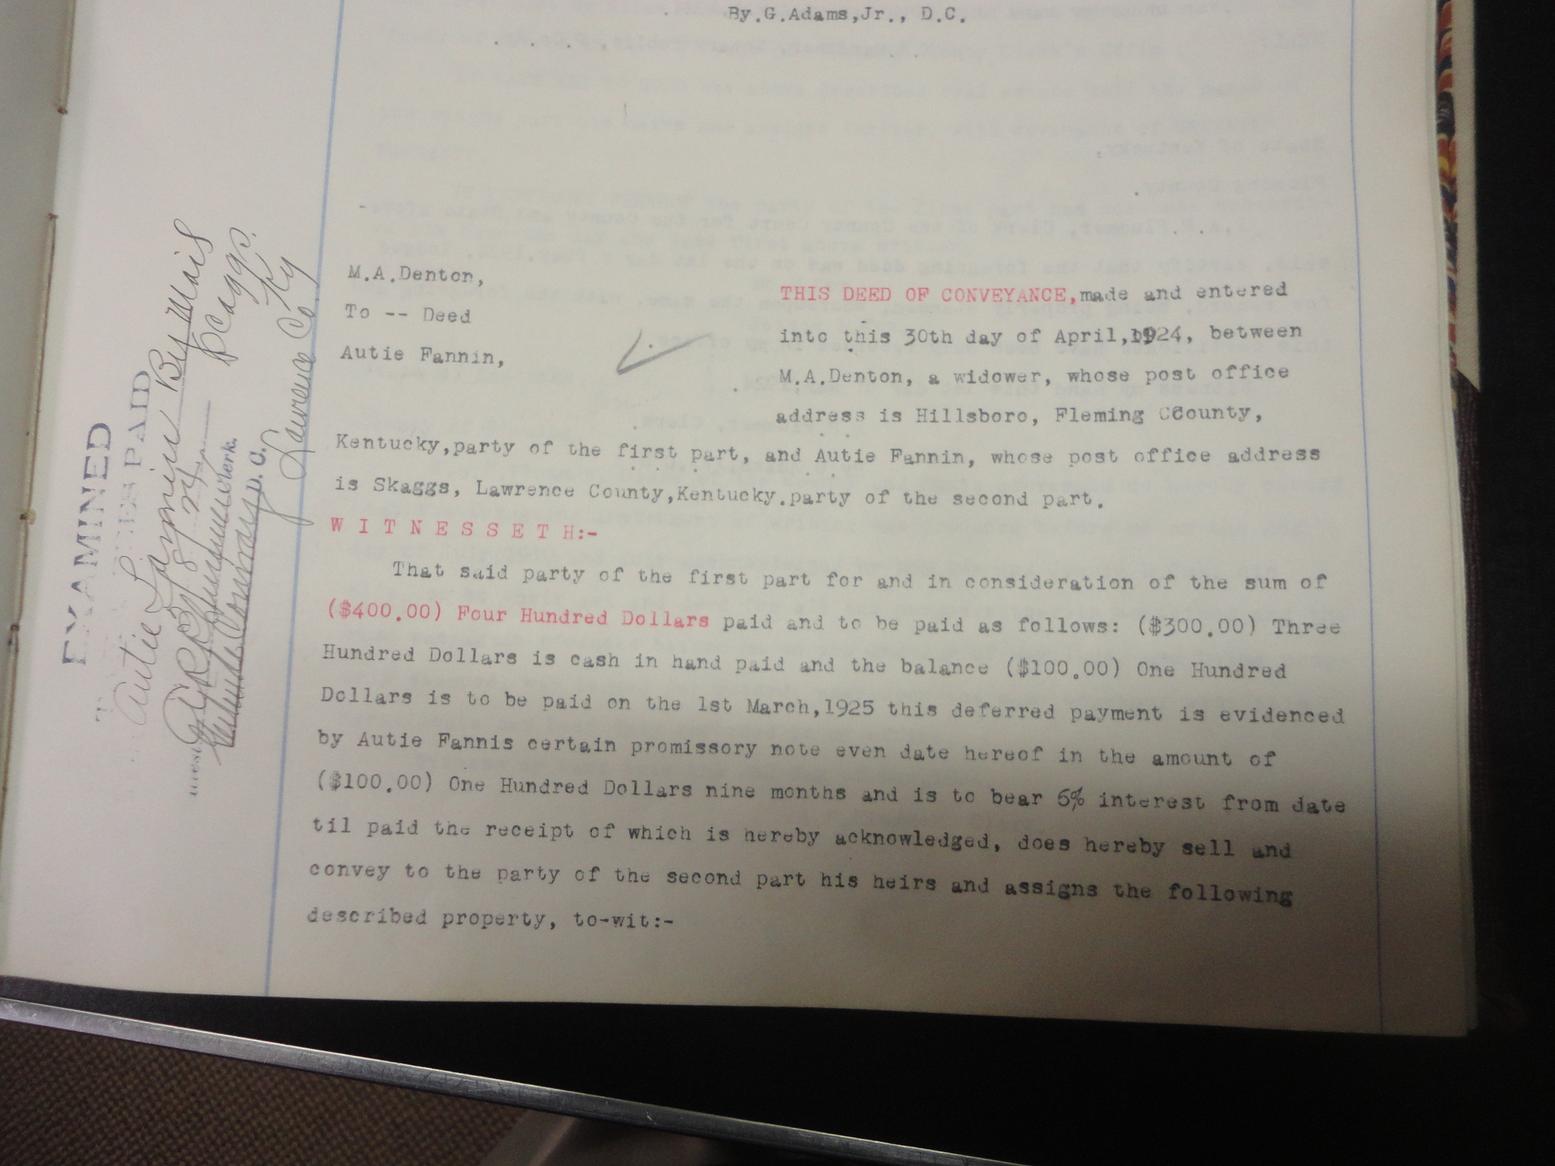 By.G.Adams,Jr., D.C.
M.A.Denton,
To -- Deed
Autie Fannin,
THIS DEED OF CONVEYANCE,made and entered
into this 30th day of April,1924, between
M.A.Denton, a widower, whose post office
address is Hillsboro, Fleming CCounty,
Kentucky,party of the first part, and Autie Fannin, whose post office address
is Skaggs, Lawrence County,Kentucky.party of the second part.
W I T N E S S E T H:-
That said party of the first part for and in consideration of the sum of
($400.00) Four Hundred Dollars paid and to be paid as follows: ($300.00) Three
Hundred Dollars is cash in hand paid and the balance ($100.00) One Hundred
Dollars is to be paid on the 1st March,1925 this deferred payment is evidenced
by Autie Fannis certain promissory note even date hereof in the amount of
($100.00) One Hundred Dollars nine months and is to bear 6% interest from date
til paid the receipt of which is hereby acknowledged, does hereby sell and
convey to the party of the second part his heirs and assigns the following
described property, to-wit:-
EXAMINED
PAID
Autie Fannin By Mail
D.C.
Lawrence Co, Ky